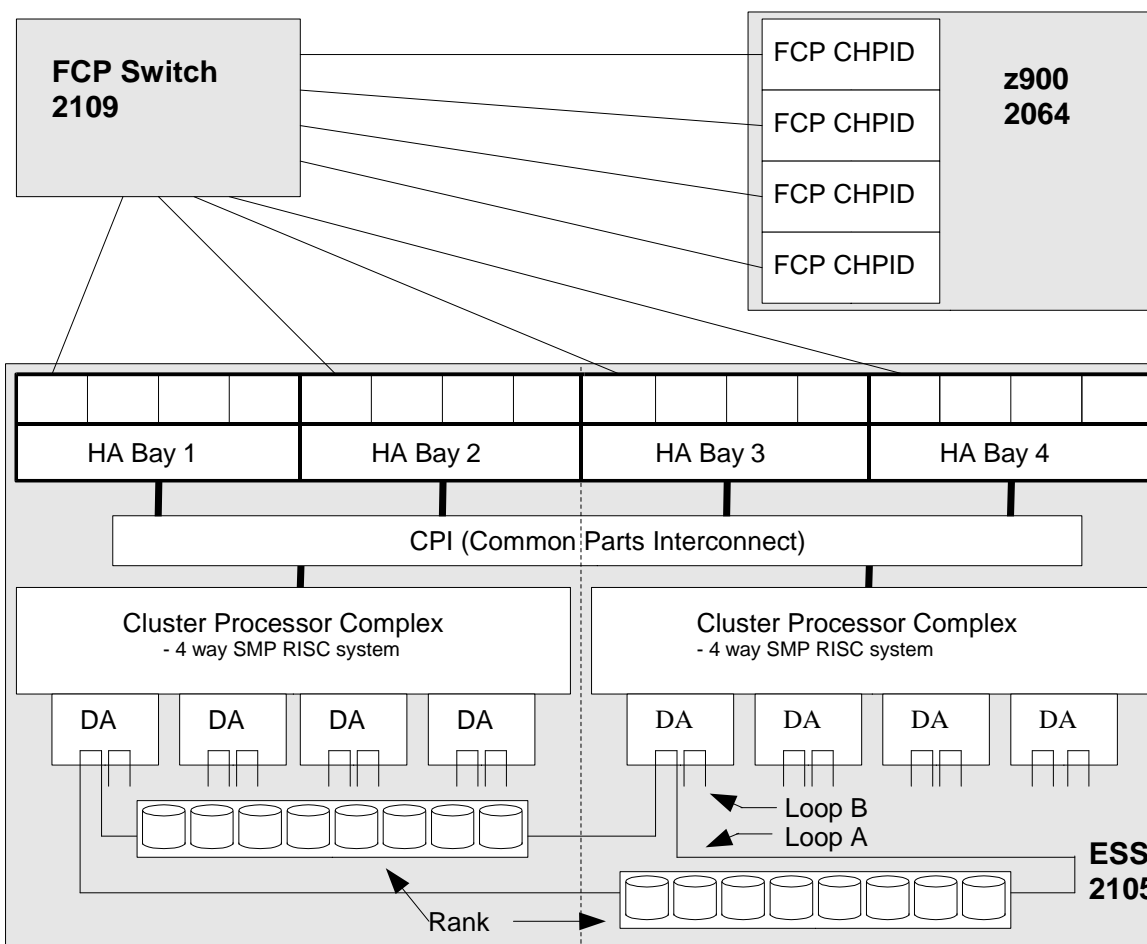 FCP Switch
2109
FCP CHPID
FCP CHPID
FCP CHPID
FCP CHPID
z900
2064
HA Bay 1
HA Bay 2
HA Bay 3
HA Bay 4
CPI (Common Parts Interconnect)
Cluster Processor Complex
- 4 way SMP RISC system
Cluster Processor Complex
- 4 way SMP RISC system
DA
DA
DA
DA
DA
DA
DA
DA
Loop B
Loop A
ESS
2105
Rank